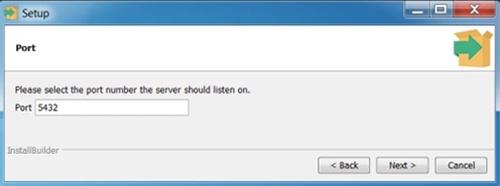 Setup
Port
Please select the port number the server should listen on.
Port 5432
InstallBuilder
< Back Next > Cancel